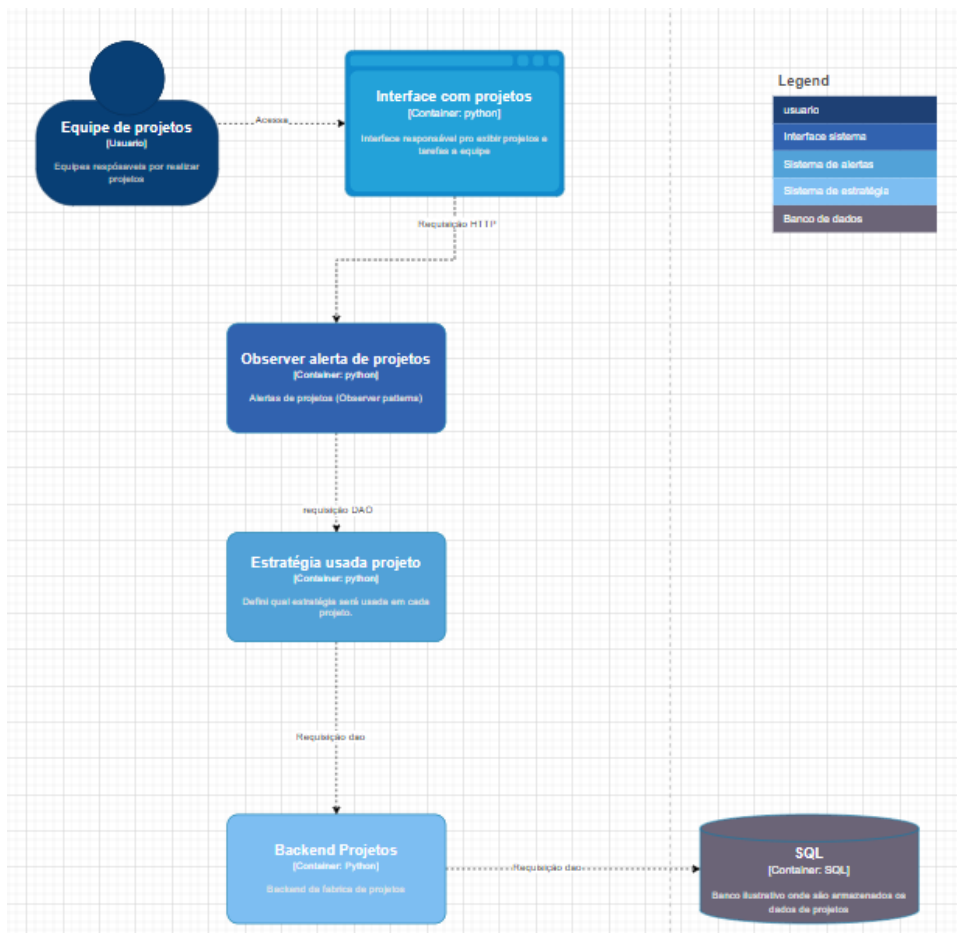 Equipe de projetos
[Usuario]
Equipes respósaveis por realizar
projetos
Acessa
Interface com projetos
[Container: python]
Interface responsável pro exibir projetos e
tarefas a equipe
Legend
usuario
Interface sistema
Sistema de alertas
Sistema de estratégia
Banco de dados
Requisição HTTP
Observer alerta de projetos
[Container: python]
Alertas de projetos (Observer patterns)
requisição DAO
Estratégia usada projeto
[Container: python]
Defini qual estratégia será usada em cada
projeto.
Requisição dao
Backend Projetos
[Container: Python]
Backend da fabrica de projetos
Requisição dao
SQL
[Container: SQL]
Banco ilustrativo onde são armazenados os
dados de projetos